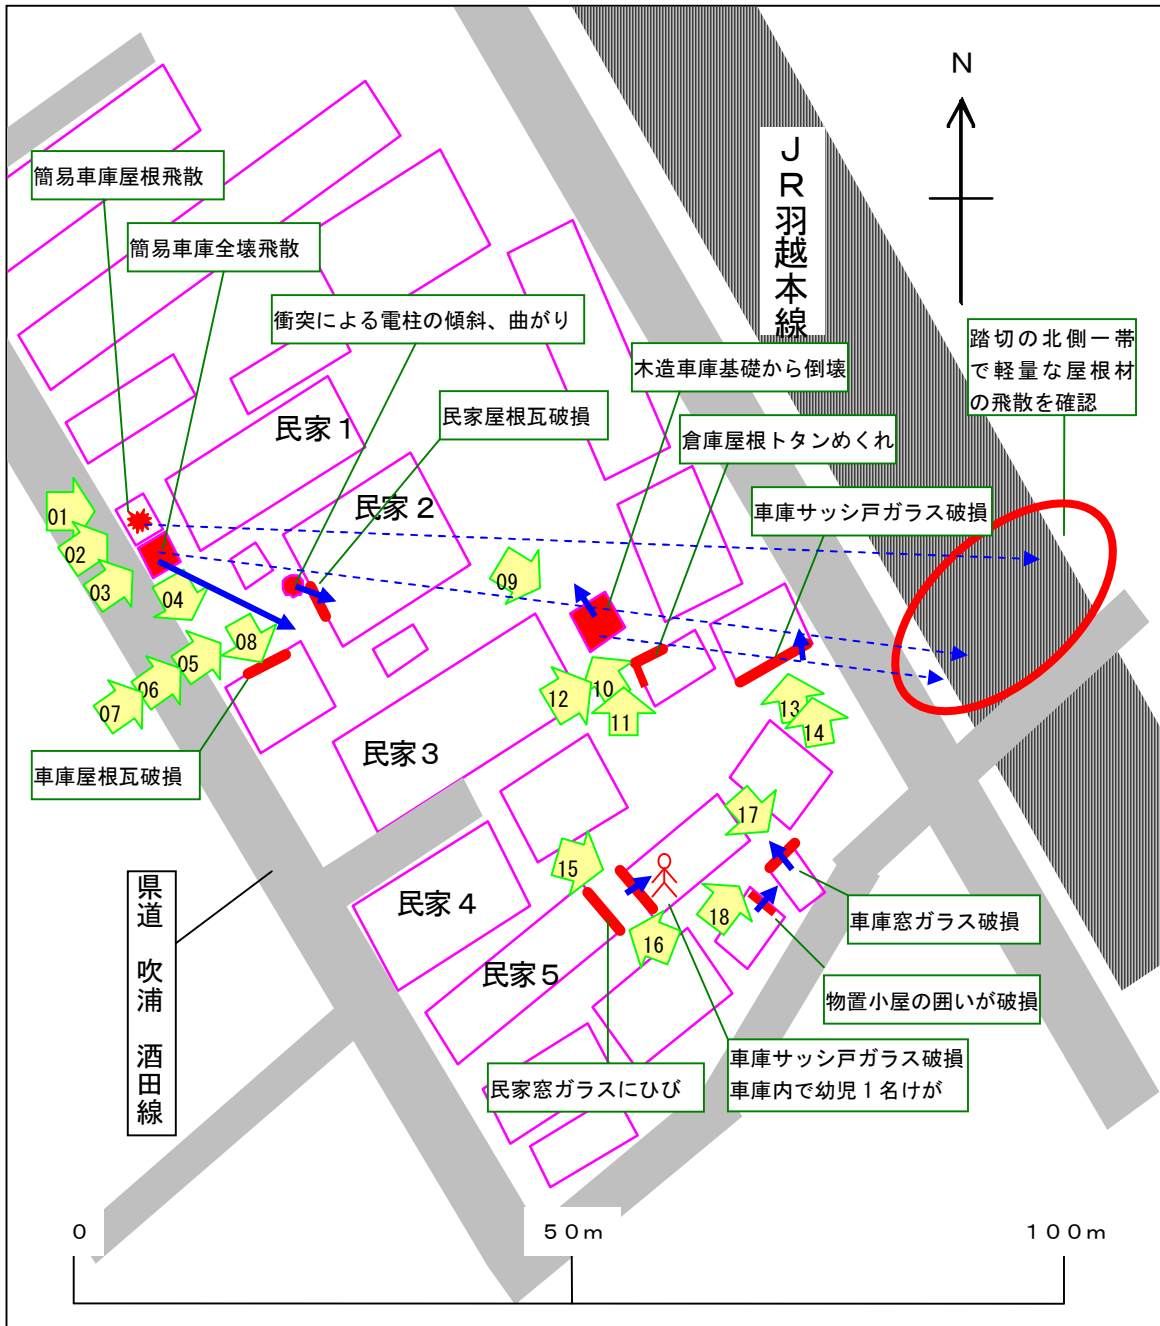 N
ＪＲ羽越本線
簡易車庫屋根飛散
簡易車庫全壊飛散
衝突による電柱の傾斜、曲がり
踏切の北側一帯
で軽量な屋根材
の飛散を確認
木造車庫基礎から倒壊
民家屋根瓦破損
民家１
倉庫屋根トタンめくれ
民家２
車庫サッシ戸ガラス破損
01
02
03
04
09
05
08
06
07
12
10
11
13
14
民家３
車庫屋根瓦破損
17
15
18
16
民家４
民家５
県道　吹浦　酒田線
車庫窓ガラス破損
物置小屋の囲いが破損
民家窓ガラスにひび
車庫サッシ戸ガラス破損
車庫内で幼児１名けが
０
５０ｍ
１００ｍ